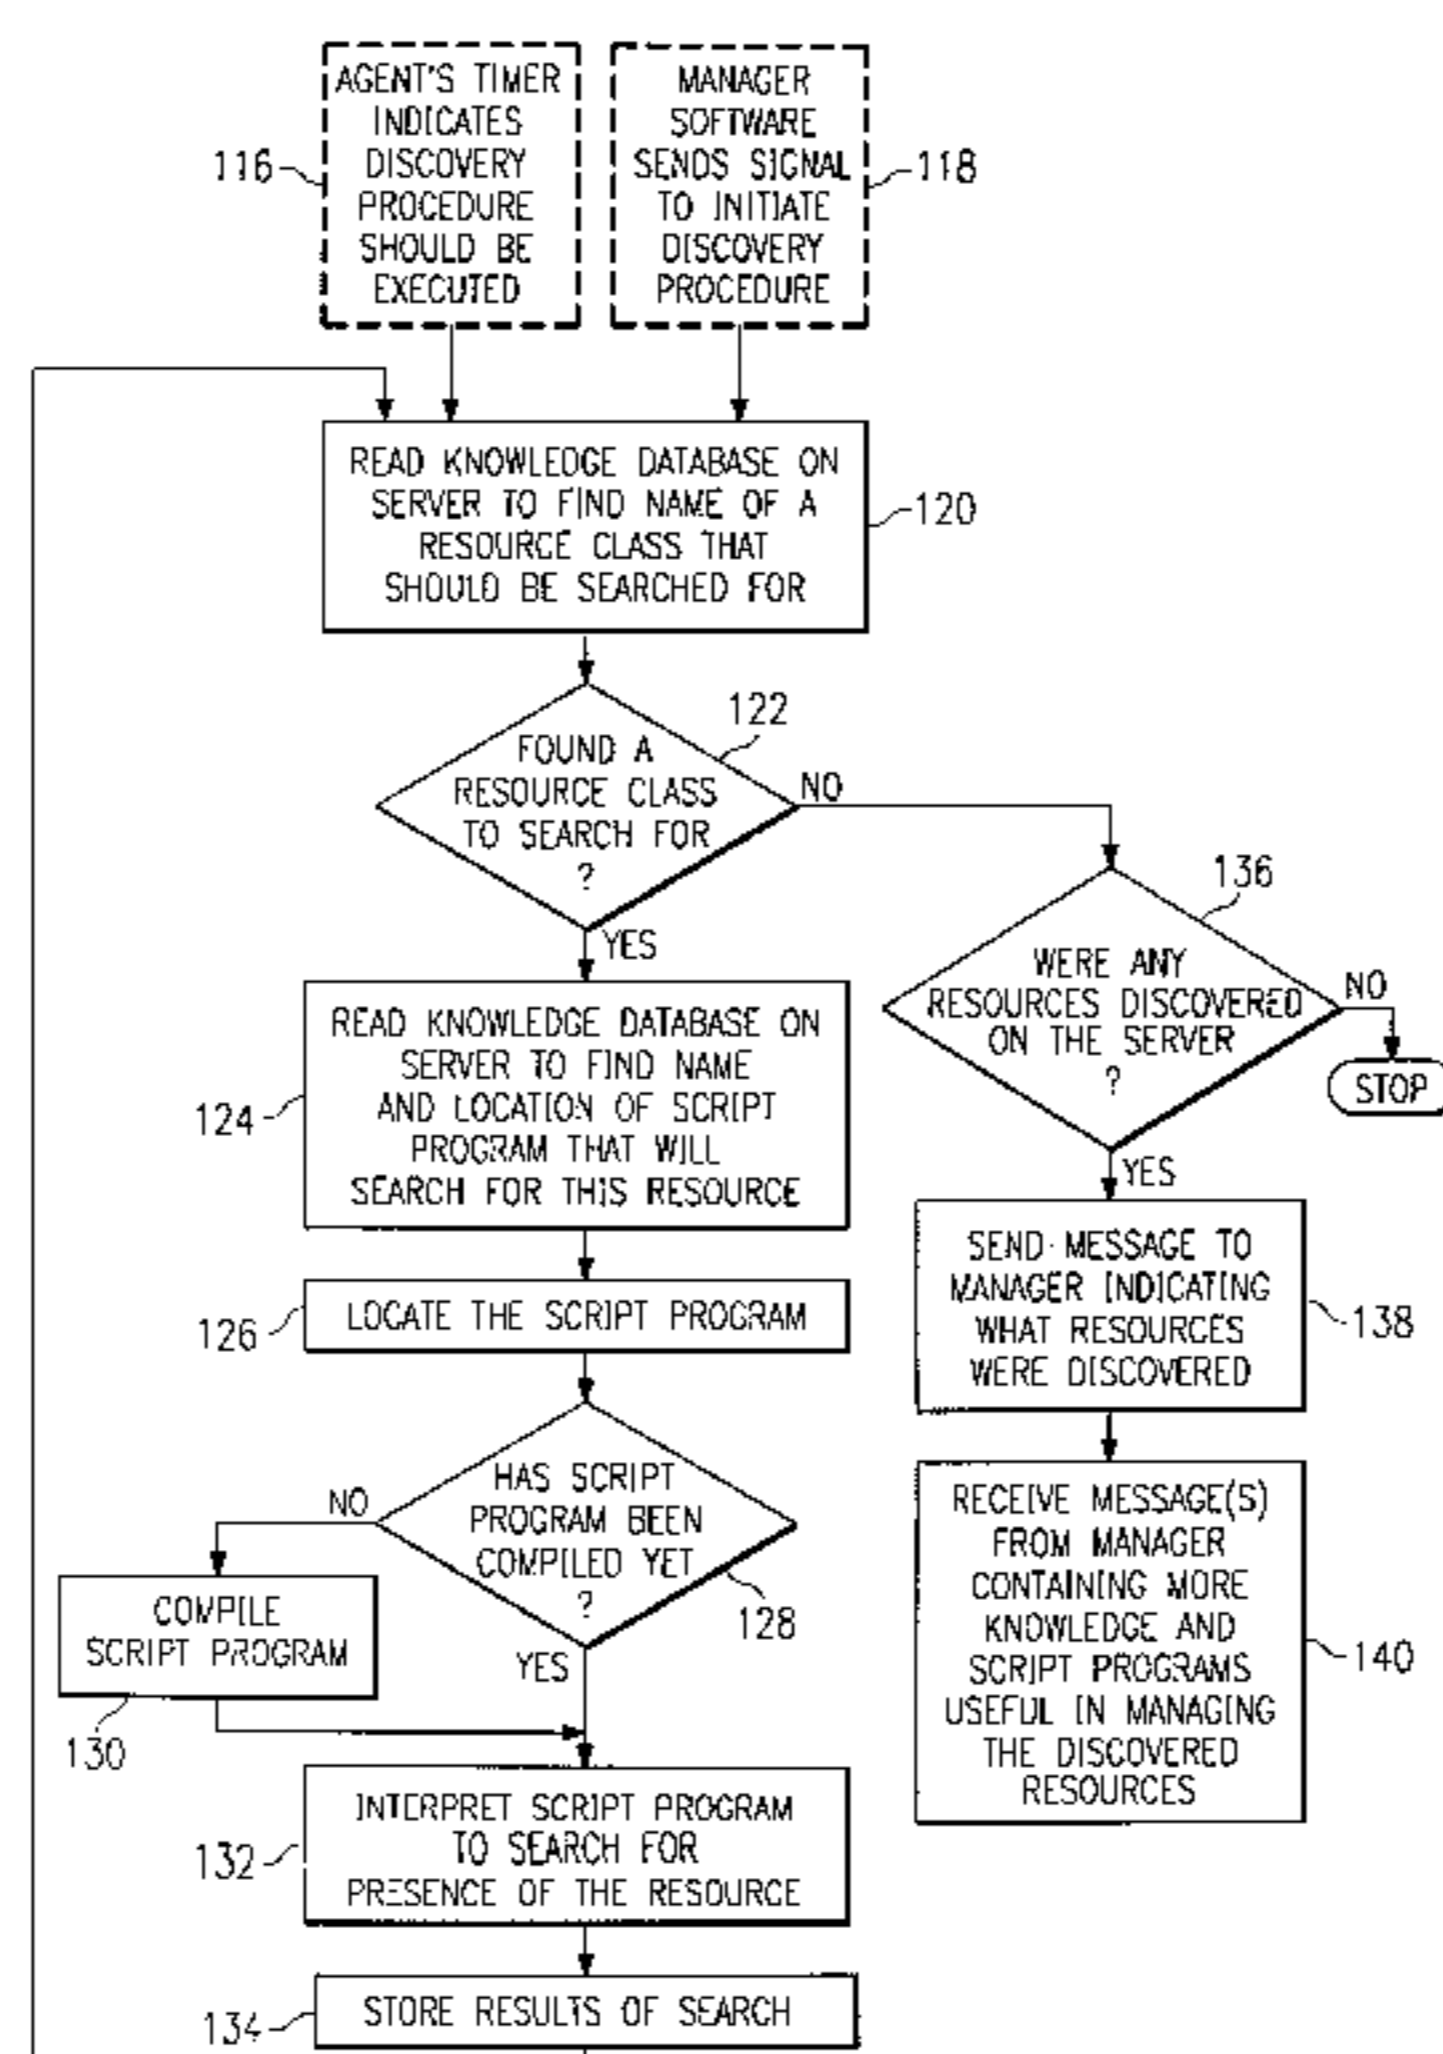 AGENT'S TIMER
INDICATES
DISCOVERY
PROCEDURE
SHOULD BE
EXECUTED
116
MANAGER
SOFTWARE
SENDS SIGNAL
TO INITIATE
DISCOVERY
PROCEDURE
118
READ KNOWLEDGE DATABASE ON
SERVER TO FIND NAME OF A
RESOURCE CLASS THAT
SHOULD BE SEARCHED FOR
120
122
FOUND A
RESOURCE CLASS
TO SEARCH FOR
?
NO
YES
136
WERE ANY
RESOURCES DISCOVERED
ON THE SERVER
?
NO
STOP
YES
READ KNOWLEDGE DATABASE ON
SERVER TO FIND NAME
AND LOCATION OF SCRIPT
PROGRAM THAT WILL
SEARCH FOR THIS RESOURCE
124
SEND MESSAGE TO
MANAGER INDICATING
WHAT RESOURCES
WERE DISCOVERED
138
LOCATE THE SCRIPT PROGRAM
126
HAS SCRIPT
PROGRAM BEEN
COMPILED YET
?
128
NO
YES
COMPILE
SCRIPT PROGRAM
130
RECEIVE MESSAGE(S)
FROM MANAGER
CONTAINING MORE
KNOWLEDGE AND
SCRIPT PROGRAMS
USEFUL IN MANAGING
THE DISCOVERED
RESOURCES
140
INTERPRET SCRIPT PROGRAM
TO SEARCH FOR
PRESENCE OF THE RESOURCE
132
STORE RESULTS OF SEARCH
134